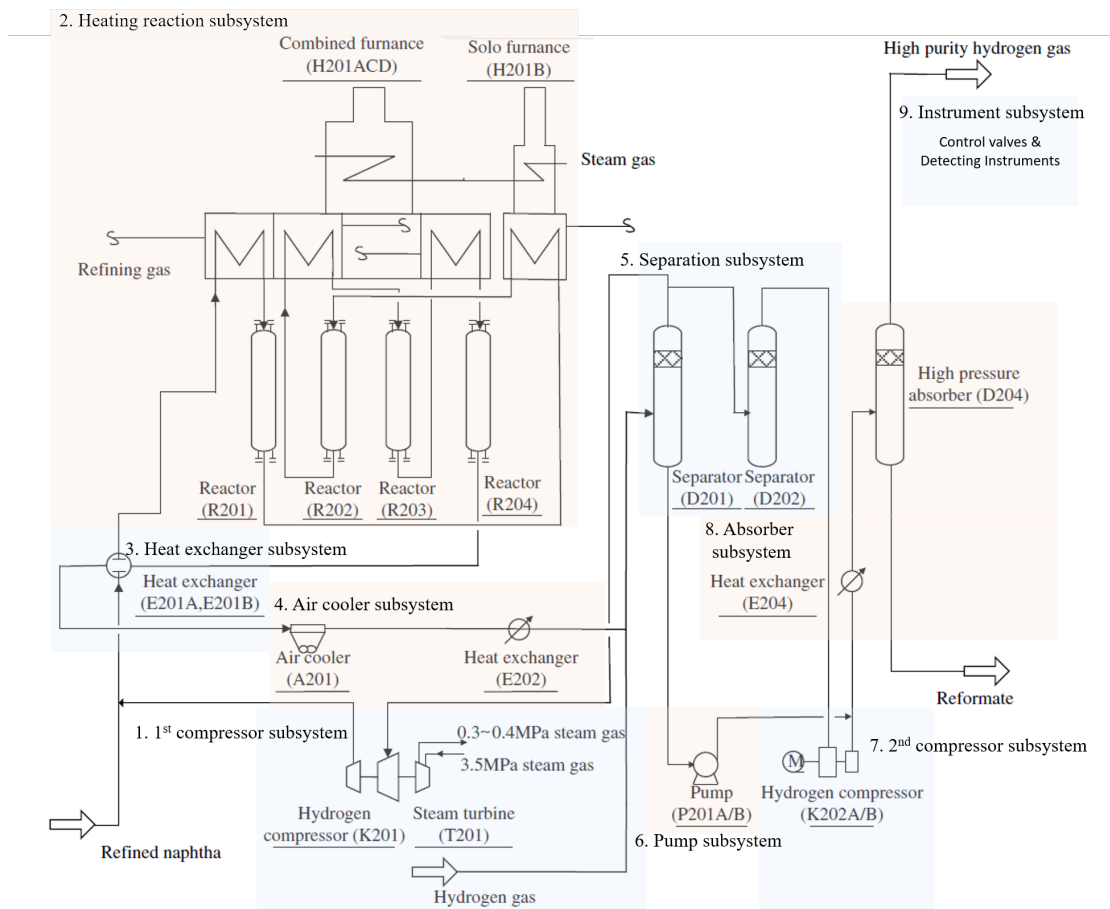 2. Heating reaction subsystem
Combined furnance
(H201ACD)
Solo furnance
(H201B)
High purity hydrogen gas
9. Instrument subsystem
Control valves &
Detecting Instruments
Steam gas
Refining gas
5. Separation subsystem
High pressure
absorber (D204)
Reactor
(R201)
Reactor
(R202)
Reactor
(R203)
Reactor
(R204)
Separator
(D201)
Separator
(D202)
8. Absorber
subsystem
3. Heat exchanger subsystem
Heat exchanger
(E201A,E201B)
Heat exchanger
(E204)
4. Air cooler subsystem
Air cooler
(A201)
Heat exchanger
(E202)
Reformate
1. 1st compressor subsystem
0.3~0.4MPa steam gas
3.5MPa steam gas
7. 2nd compressor subsystem
M
Hydrogen
compressor (K201)
Steam turbine
(T201)
Pump
(P201A/B)
Hydrogen compressor
(K202A/B)
6. Pump subsystem
Refined naphtha
Hydrogen gas